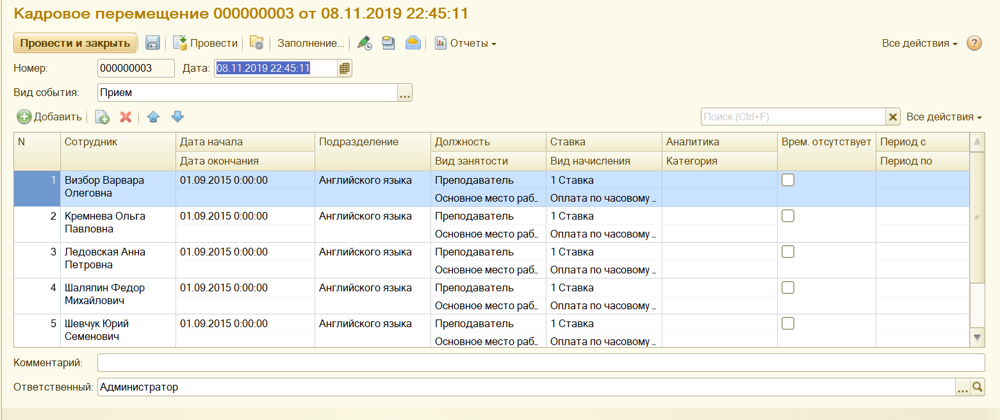 Кадровое перемещение 000000003 от 08.11.2019 22:45:11
Провести и закрыть Провести Заполнение... Отчеты Все действия ?
Номер: 000000003 Дата: 08.11.2019 22:45:11
Вид события: Прием ...
Добавить Поиск (Ctrl+F) Все действия
N Сотрудник Дата начала Подразделение Должность Ставка Аналитика Врем. отсутствует Период с
Дата окончания Вид занятости Вид начисления Категория Период по
1 Визбор Варвара 01.09.2015 0:00:00 Английского языка Преподаватель 1 Ставка
Олеговна Основное место раб... Оплата по часовому ...
2 Кремнева Ольга 01.09.2015 0:00:00 Английского языка Преподаватель 1 Ставка
Павловна Основное место раб... Оплата по часовому ...
3 Ледовская Анна 01.09.2015 0:00:00 Английского языка Преподаватель 1 Ставка
Петровна Основное место раб... Оплата по часовому ...
4 Шаляпин Федор 01.09.2015 0:00:00 Английского языка Преподаватель 1 Ставка
Михайлович Основное место раб... Оплата по часовому ...
5 Шевчук Юрий 01.09.2015 0:00:00 Английского языка Преподаватель 1 Ставка
Семенович Основное место раб... Оплата по часовому ...
Комментарий:
Ответственный: Администратор ...